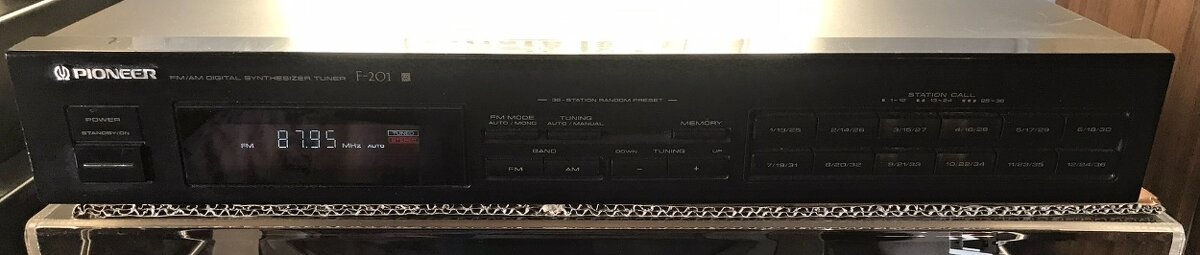 PIONEER
FM/AM DIGITAL SYNTHESIZER TUNER F-201
POWER
STANDBY/ON
FM 87.95 MHz AUTO
TUNED
STEREO
36-STATION RANDOM PRESET
FM MODE
AUTO/MONO
TUNING
AUTO/MANUAL
MEMORY
BAND
FM AM
DOWN TUNING UP
− +
STATION CALL
1-12 13-24 25-36
1/13/25 2/14/26 3/15/27 4/16/28 5/17/29 6/18/30
7/19/31 8/20/32 9/21/33 10/22/34 11/23/35 12/24/36